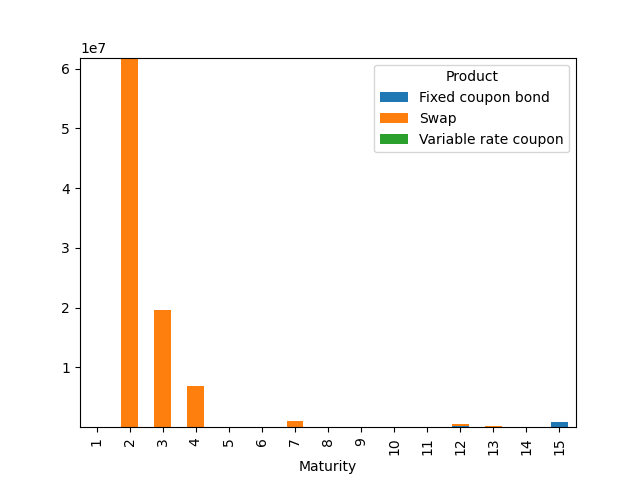 1e7
6
5
4
3
2
1
Product
Fixed coupon bond
Swap
Variable rate coupon
1 2 3 4 5 6 7 8 9 10 11 12 13 14 15
Maturity